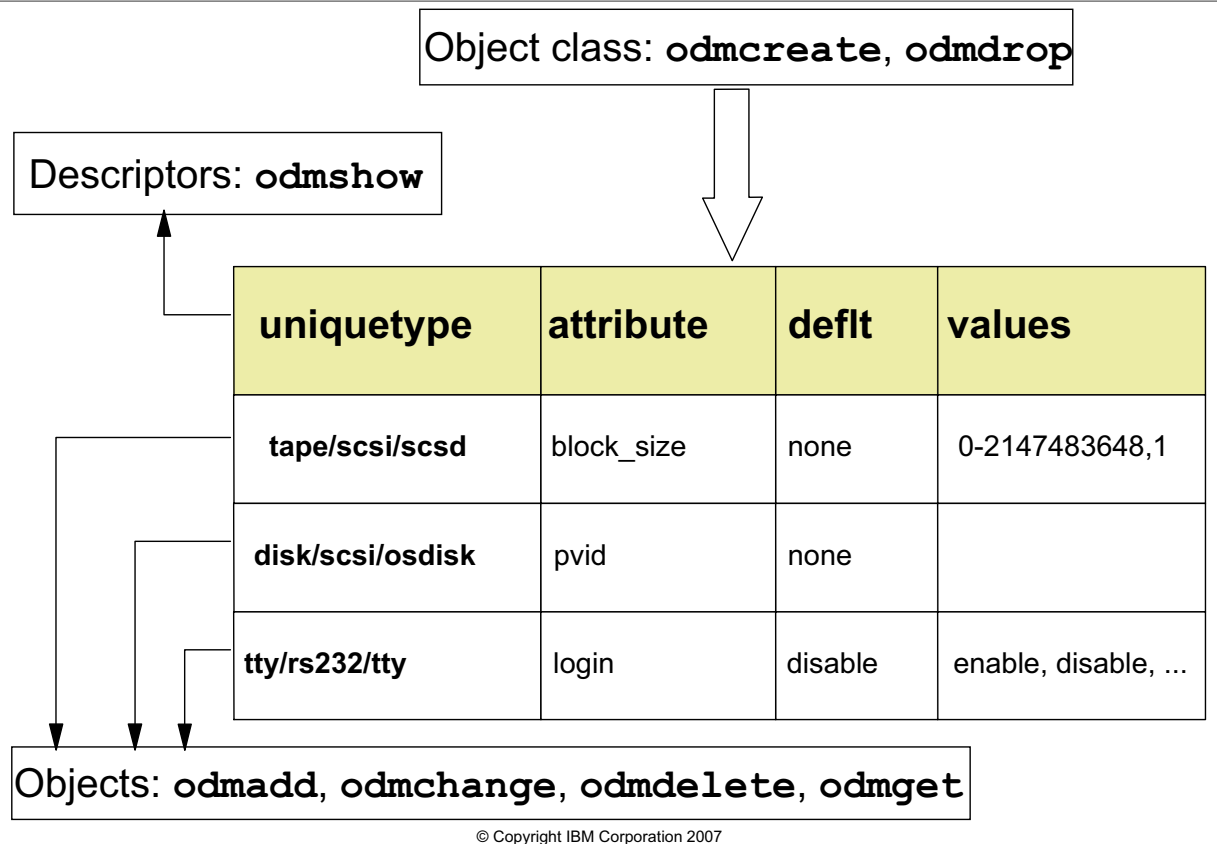 Object class: odmcreate, odmdrop
Descriptors: odmshow
uniquetype attribute deflt values
tape/scsi/scsd block_size none 0-2147483648,1
disk/scsi/osdisk pvid none
tty/rs232/tty login disable enable, disable, ...
Objects: odmadd, odmchange, odmdelete, odmget
© Copyright IBM Corporation 2007